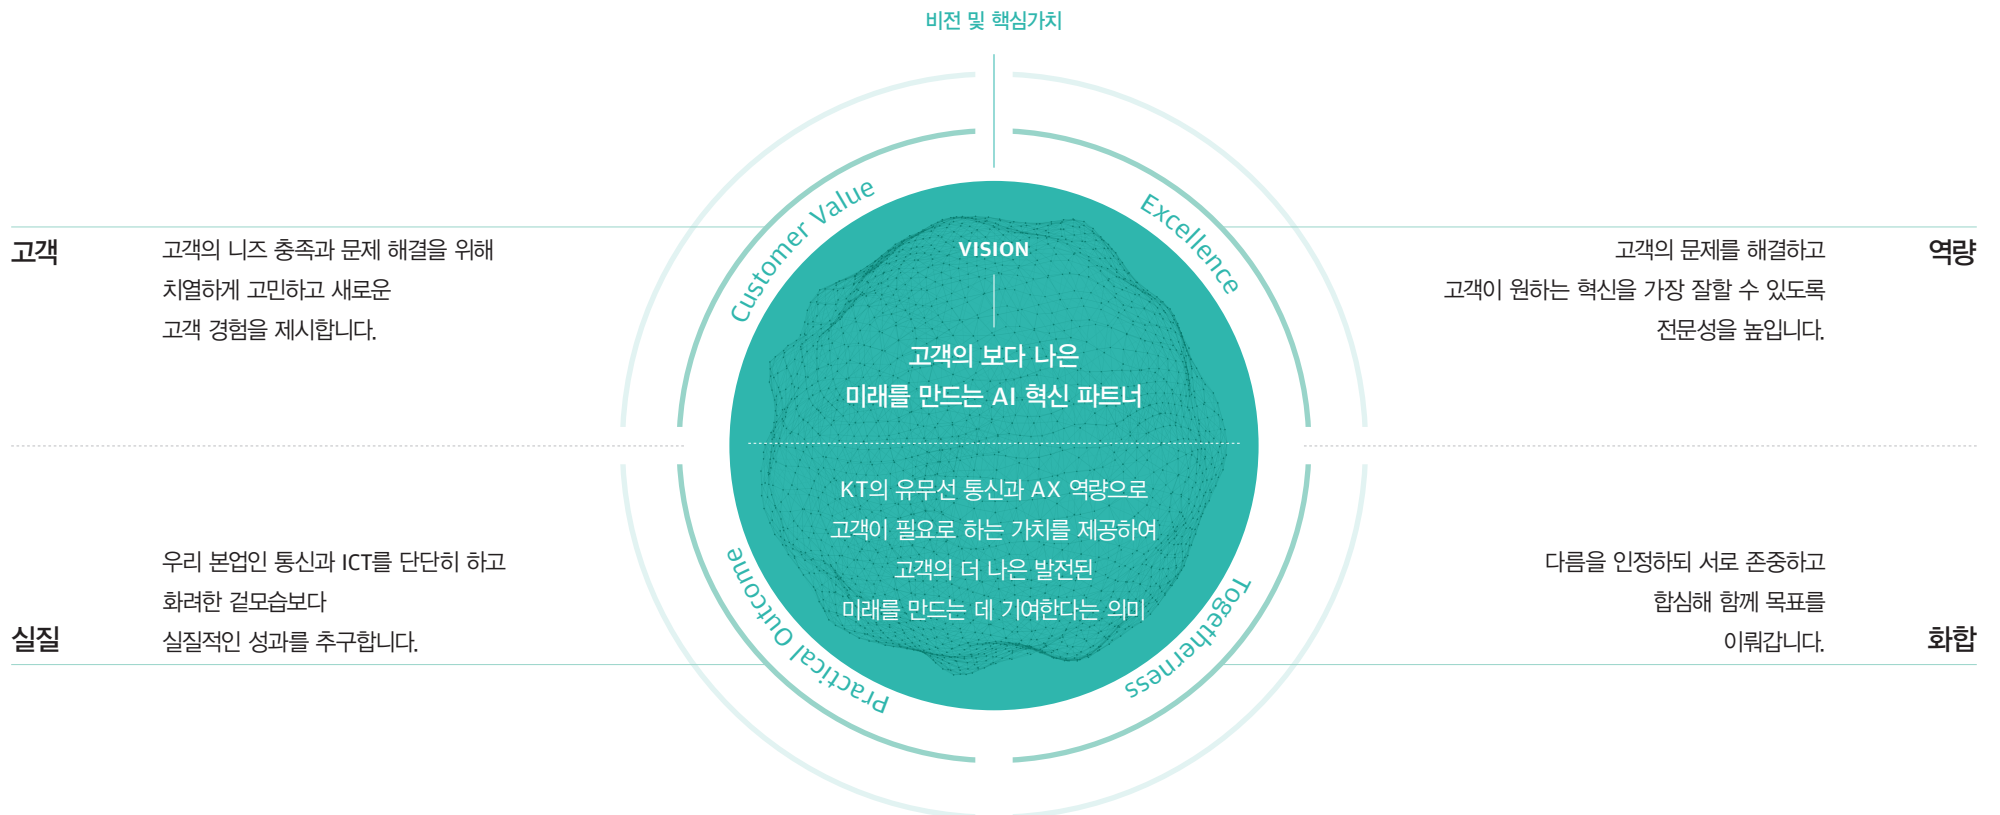 비전 및 핵심가치
Customer Value
Excellence
고객
고객의 니즈 충족과 문제 해결을 위해
치열하게 고민하고 새로운
고객 경험을 제시합니다.
VISION
고객의 보다 나은
미래를 만드는 AI 혁신 파트너
KT의 유무선 통신과 AX 역량으로
고객이 필요로 하는 가치를 제공하여
고객의 더 나은 발전된
미래를 만드는 데 기여한다는 의미
고객의 문제를 해결하고
고객이 원하는 혁신을 가장 잘할 수 있도록
전문성을 높입니다.
역량
우리 본업인 통신과 ICT를 단단히 하고
화려한 겉모습보다
실질적인 성과를 추구합니다.
실질
Practical Outcome
Togetherness
다름을 인정하되 서로 존중하고
합심해 함께 목표를
이뤄갑니다.
화합